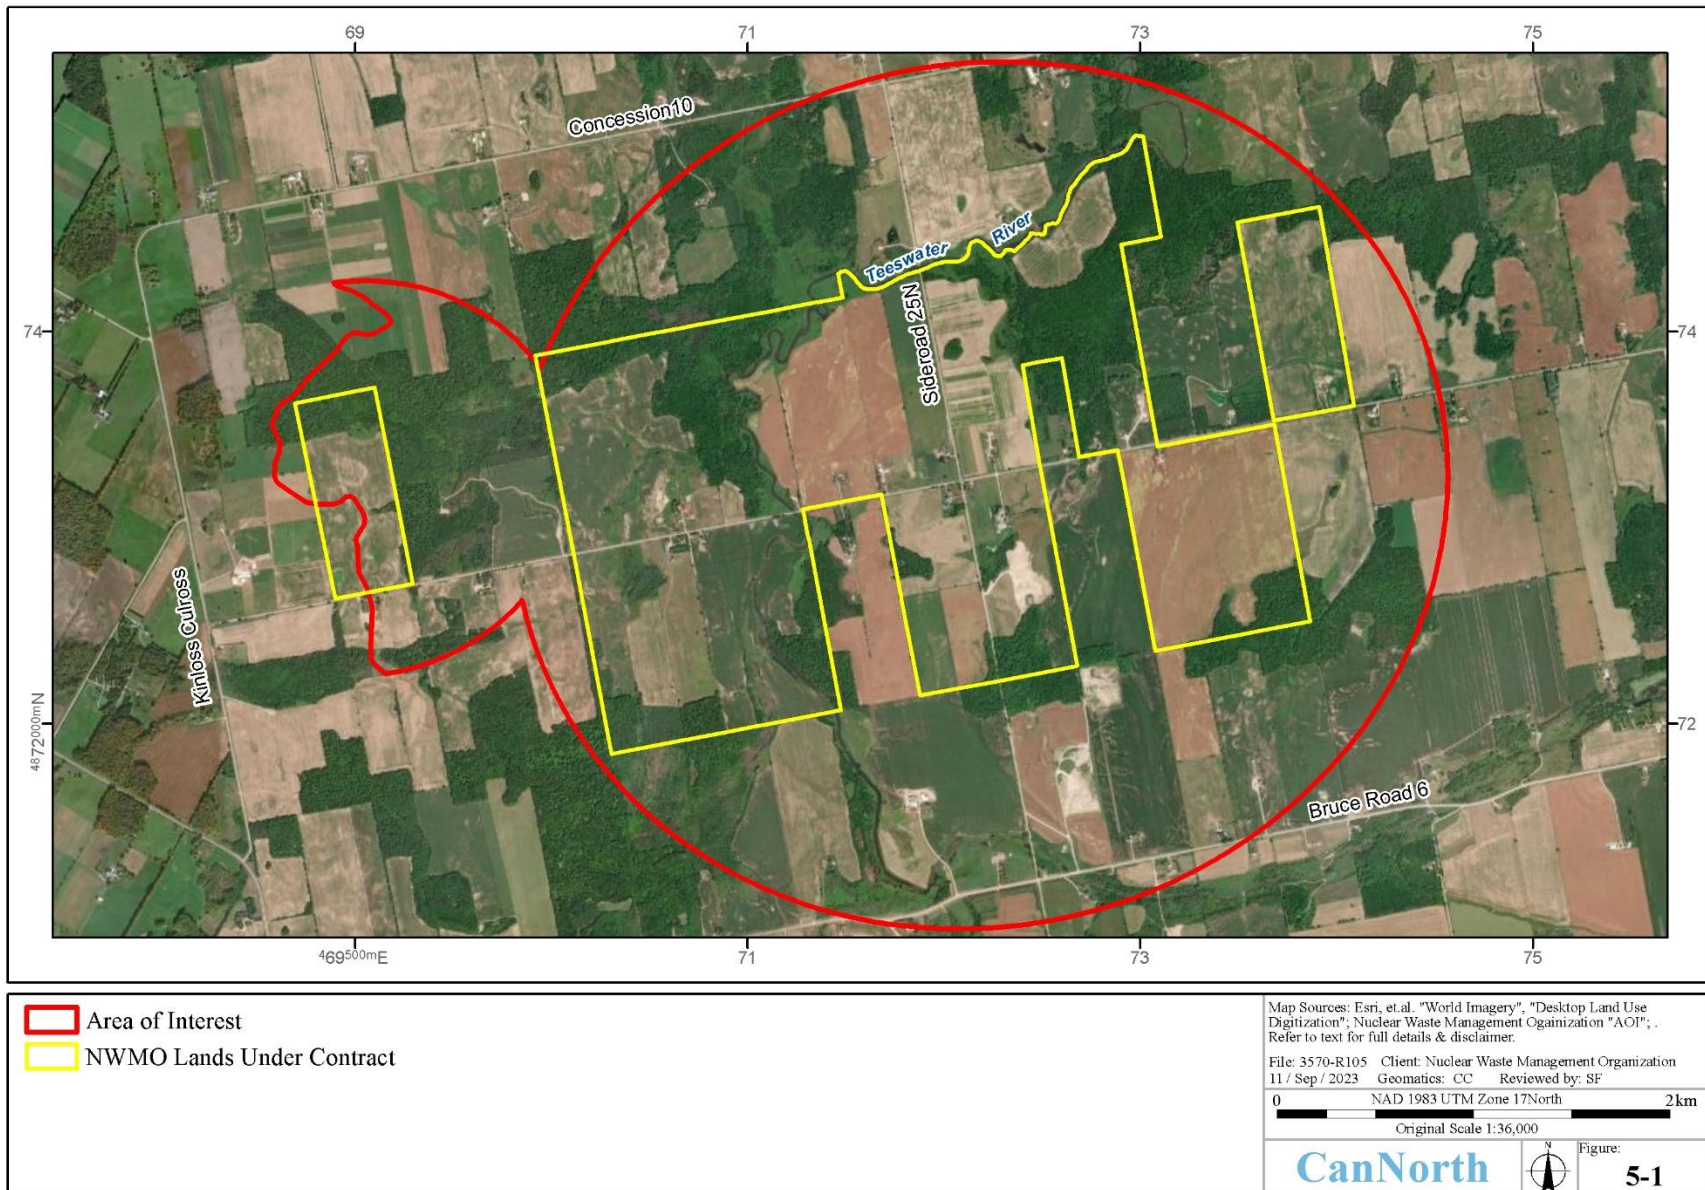 69 71 73 75
Concession10
Teeswater River
74 74
Sideroad 25N
Kinloss Culross
4872000mN 72
Bruce Road 6
469500mE 71 73 75
Area of Interest
NWMO Lands Under Contract
Map Sources: Esri, et.al. "World Imagery", "Desktop Land Use
Digitization"; Nuclear Waste Management Ogainization "AOI"; .
Refer to text for full details & disclaimer.
File: 3570-R105 Client: Nuclear Waste Management Organization
11 / Sep / 2023 Geomatics: CC Reviewed by: SF
0 NAD 1983 UTM Zone 17North 2km
Original Scale 1:36,000
CanNorth N Figure:
5-1